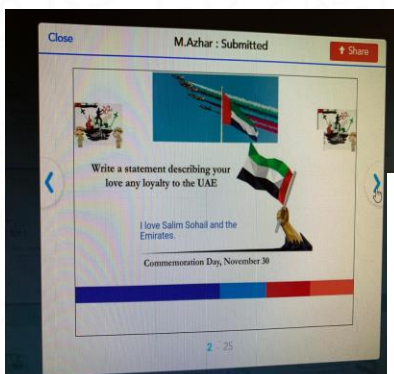 Close
M.Azhar : Submitted
Share
Write a statement describing your
love any loyalty to the UAE
I love Salim Sohail and the
Emirates.
Commemoration Day, November 30
2 - 25